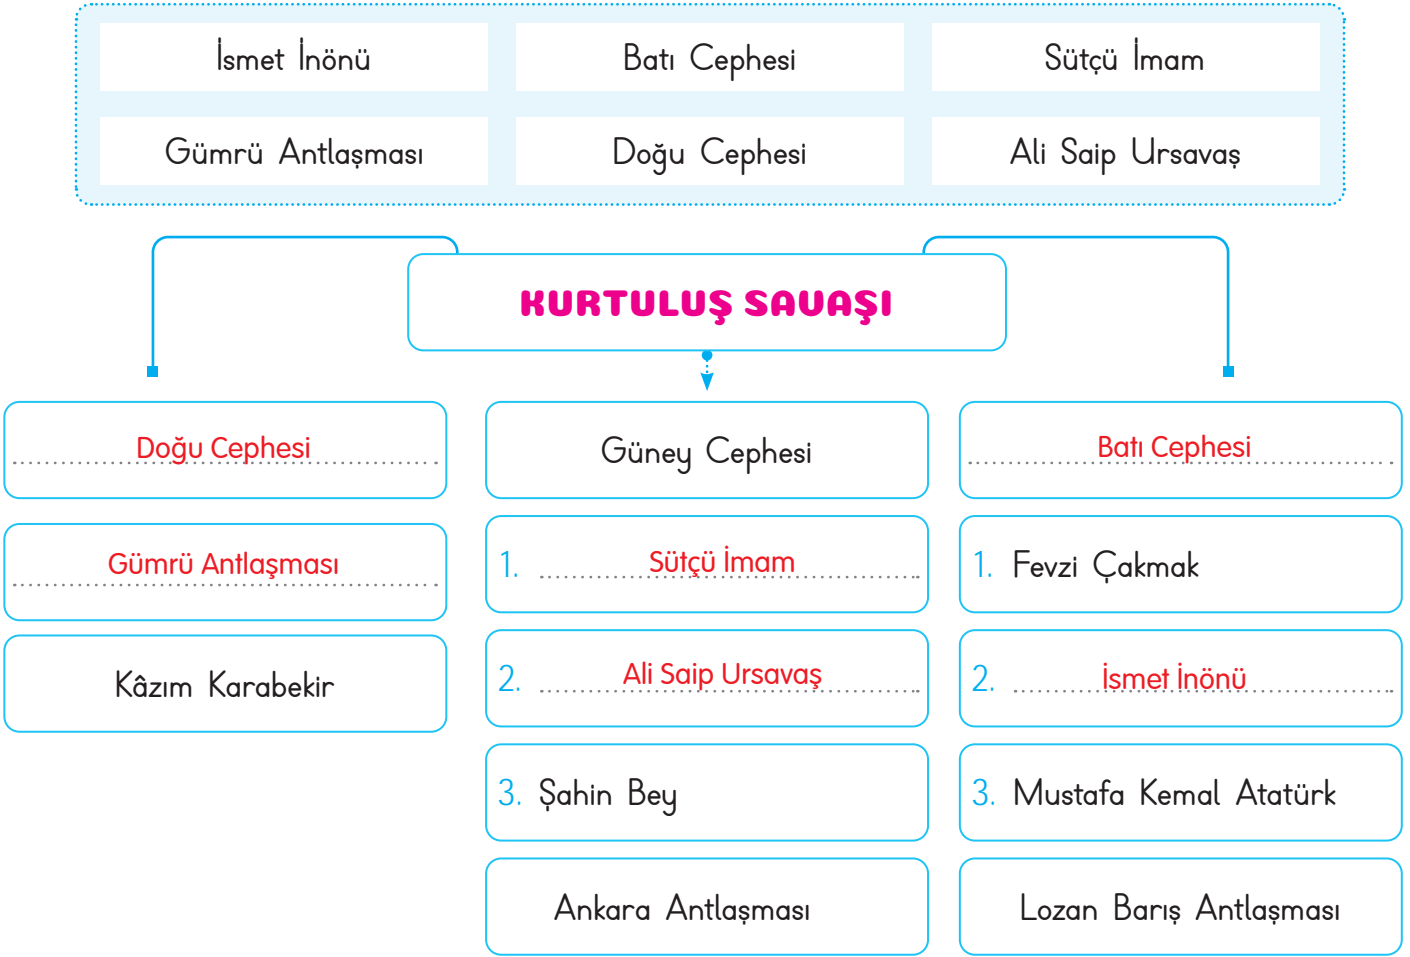 İsmet İnönü
Batı Cephesi
Sütçü İmam
Gümrü Antlaşması
Doğu Cephesi
Ali Saip Ursavaş
KURTULUŞ SAVAŞI
Doğu Cephesi
Gümrü Antlaşması
Kâzım Karabekir
Güney Cephesi
1. Sütçü İmam
2. Ali Saip Ursavaş
3. Şahin Bey
Ankara Antlaşması
Batı Cephesi
1. Fevzi Çakmak
2. İsmet İnönü
3. Mustafa Kemal Atatürk
Lozan Barış Antlaşması